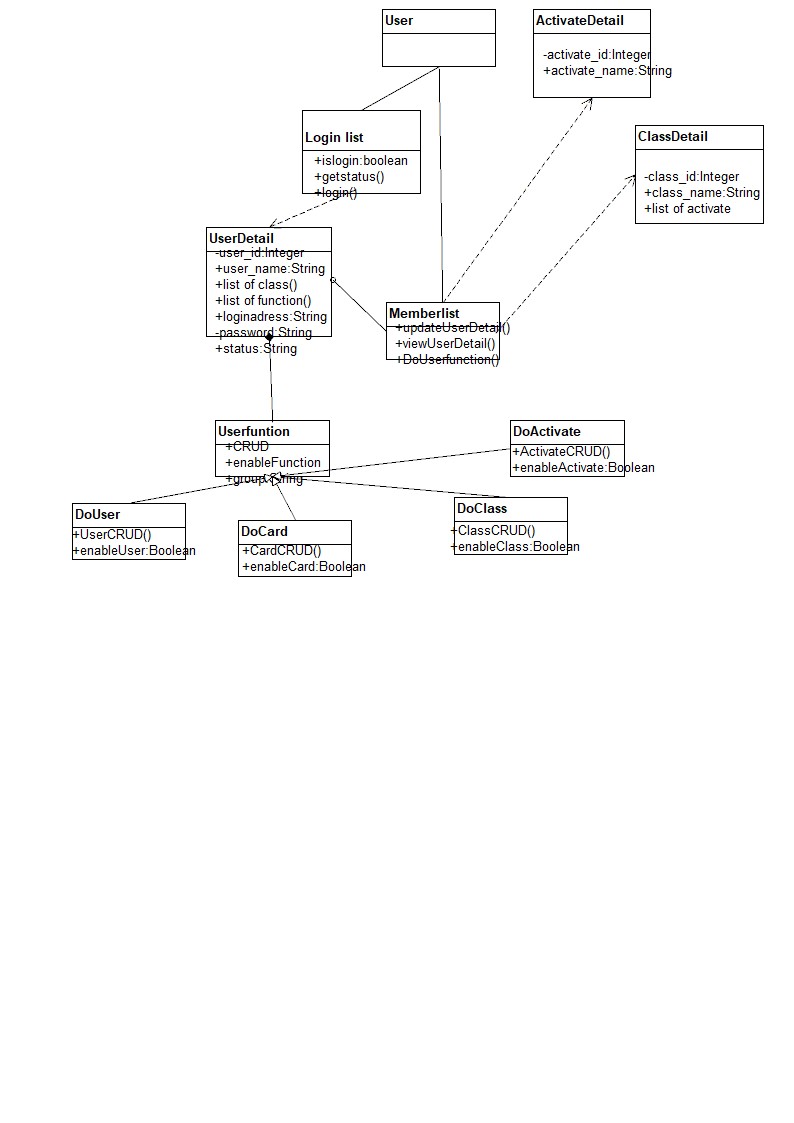 User
ActivateDetail
-activate_id:Integer
+activate_name:String
Login list
+islogin:boolean
+getstatus()
+login()
ClassDetail
-class_id:Integer
+class_name:String
+list of activate
UserDetail
-user_id:Integer
+user_name:String
+list of class()
+list of function()
+loginadress:String
-password:String
+status:String
Memberlist
+updateUserDetail()
+viewUserDetail()
+DoUserfunction()
Userfuntion
+CRUD
+enableFunction
+group:String
DoActivate
+ActivateCRUD()
+enableActivate:Boolean
DoUser
+UserCRUD()
+enableUser:Boolean
DoCard
+CardCRUD()
+enableCard:Boolean
DoClass
+ClassCRUD()
+enableClass:Boolean